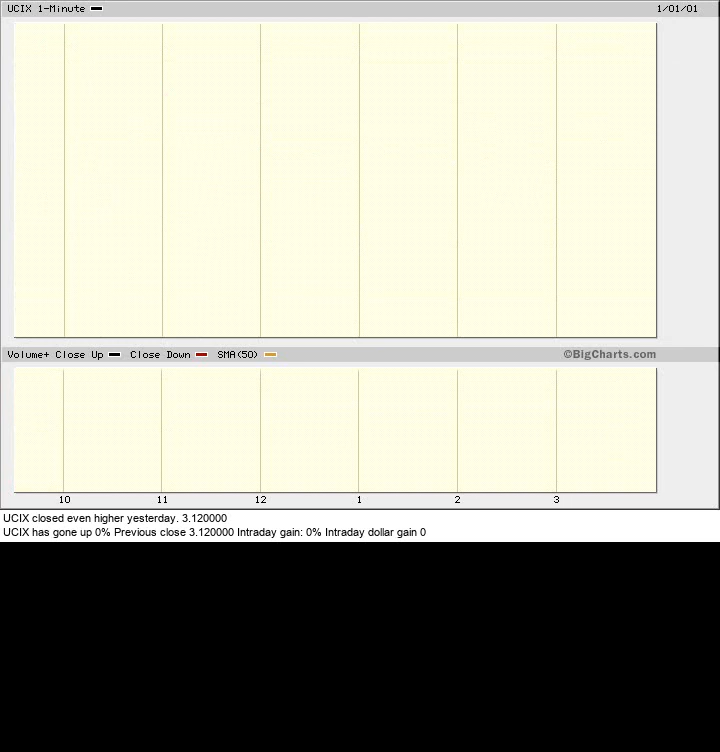 UCIX 1-Minute 1/01/01
Volume+ Close Up Close Down SMA(50) ©BigCharts.com
10 11 12 1 2 3
UCIX closed even higher yesterday. 3.120000
UCIX has gone up 0% Previous close 3.120000 Intraday gain: 0% Intraday dollar gain 0